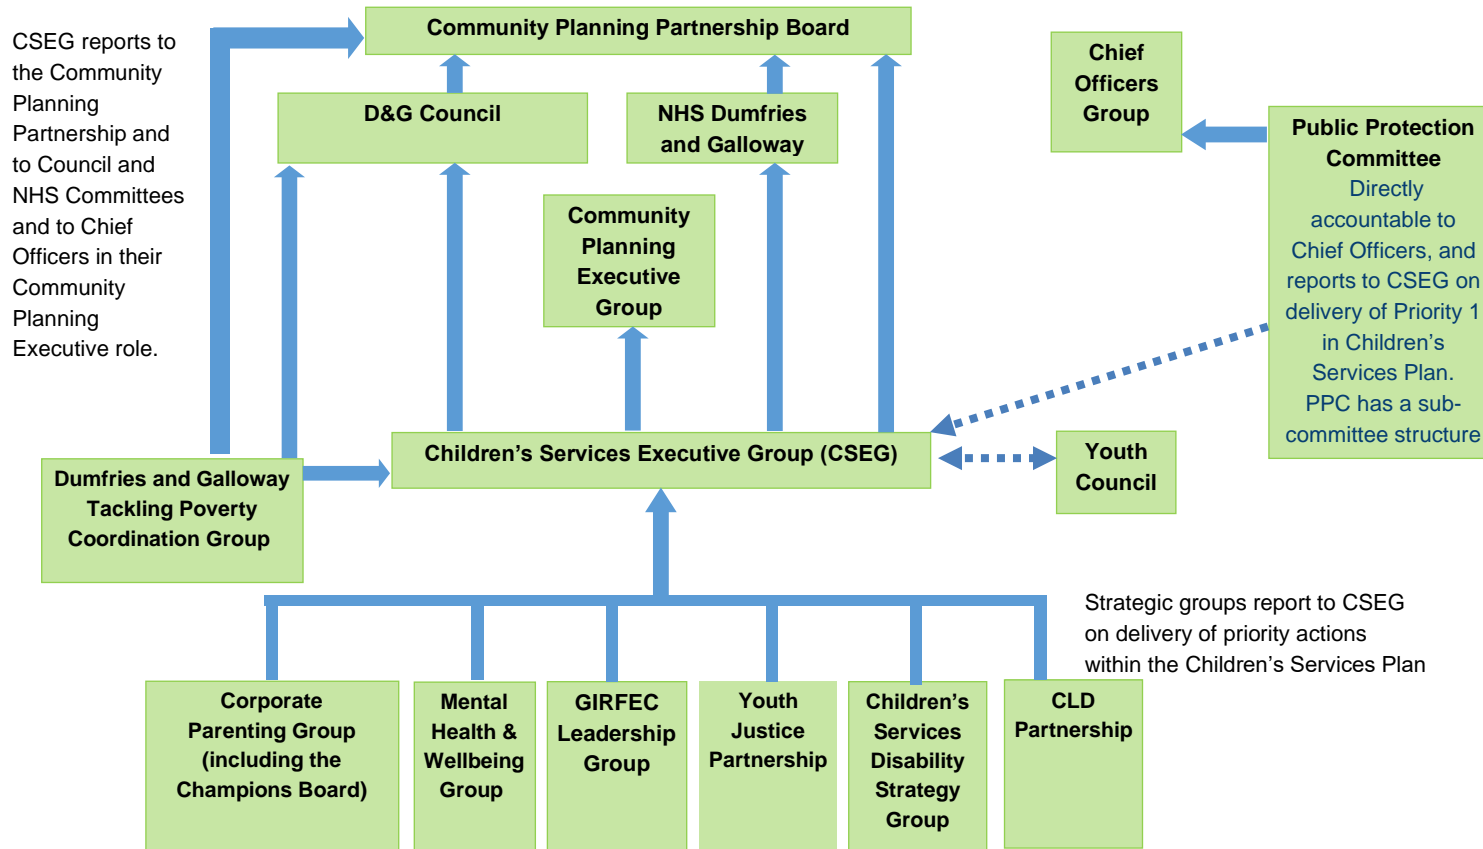 Community Planning Partnership Board
CSEG reports to
the Community
Planning
Partnership and
to Council and
NHS Committees
and to Chief
Officers in their
Community
Planning
Executive role.
D&G Council
NHS Dumfries
and Galloway
Chief
Officers
Group
Public Protection
Committee
Directly
accountable to
Chief Officers, and
reports to CSEG on
delivery of Priority 1
in Children’s
Services Plan.
PPC has a sub-
committee structure
Community
Planning
Executive
Group
Children’s Services Executive Group (CSEG)
Youth
Council
Dumfries and Galloway
Tackling Poverty
Coordination Group
Strategic groups report to CSEG
on delivery of priority actions
within the Children’s Services Plan
Corporate
Parenting Group
(including the
Champions Board)
Mental
Health &
Wellbeing
Group
GIRFEC
Leadership
Group
Youth
Justice
Partnership
Children’s
Services
Disability
Strategy
Group
CLD
Partnership